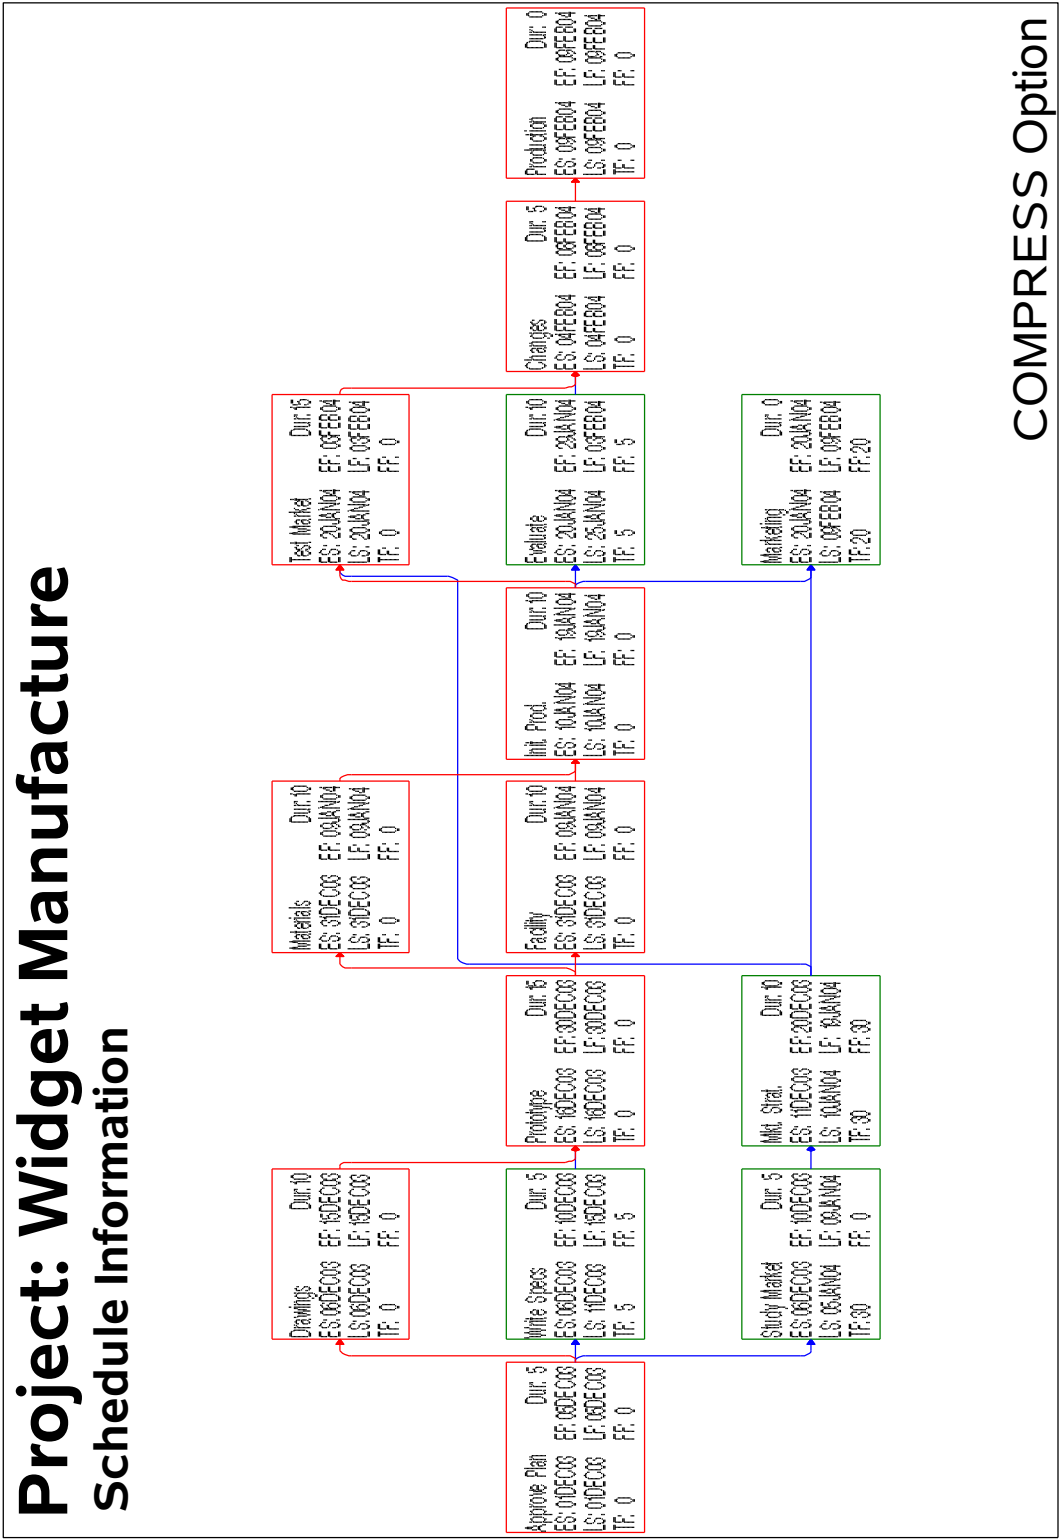 Project: Widget Manufacture
Schedule Information
Drawings Dur: 10
ES: 06DEC03 EF: 15DEC03
LS: 06DEC03 LF: 15DEC03
TF: 0 FF: 0
Materials Dur: 10
ES: 31DEC03 EF: 09JAN04
LS: 31DEC03 LF: 09JAN04
TF: 0 FF: 0
Test Market Dur: 15
ES: 20JAN04 EF: 03FEB04
LS: 20JAN04 LF: 03FEB04
TF: 0 FF: 0
Approve Plan Dur: 5
ES: 01DEC03 EF: 05DEC03
LS: 01DEC03 LF: 05DEC03
TF: 0 FF: 0
Write Specs Dur: 5
ES: 06DEC03 EF: 10DEC03
LS: 11DEC03 LF: 15DEC03
TF: 5 FF: 5
Prototype Dur: 15
ES: 16DEC03 EF: 30DEC03
LS: 16DEC03 LF: 30DEC03
TF: 0 FF: 0
Facility Dur: 10
ES: 31DEC03 EF: 09JAN04
LS: 31DEC03 LF: 09JAN04
TF: 0 FF: 0
Init. Prod. Dur: 10
ES: 10JAN04 EF: 19JAN04
LS: 10JAN04 LF: 19JAN04
TF: 0 FF: 0
Evaluate Dur: 10
ES: 20JAN04 EF: 29JAN04
LS: 25JAN04 LF: 03FEB04
TF: 5 FF: 5
Changes Dur: 5
ES: 04FEB04 EF: 08FEB04
LS: 04FEB04 LF: 08FEB04
TF: 0 FF: 0
Production Dur: 0
ES: 09FEB04 EF: 09FEB04
LS: 09FEB04 LF: 09FEB04
TF: 0 FF: 0
Study Market Dur: 5
ES: 06DEC03 EF: 10DEC03
LS: 05JAN04 LF: 09JAN04
TF: 30 FF: 0
Mkt. Strat. Dur: 10
ES: 11DEC03 EF: 20DEC03
LS: 10JAN04 LF: 19JAN04
TF: 30 FF: 30
Marketing Dur: 0
ES: 20JAN04 EF: 20JAN04
LS: 09FEB04 LF: 09FEB04
TF: 20 FF: 20
COMPRESS Option